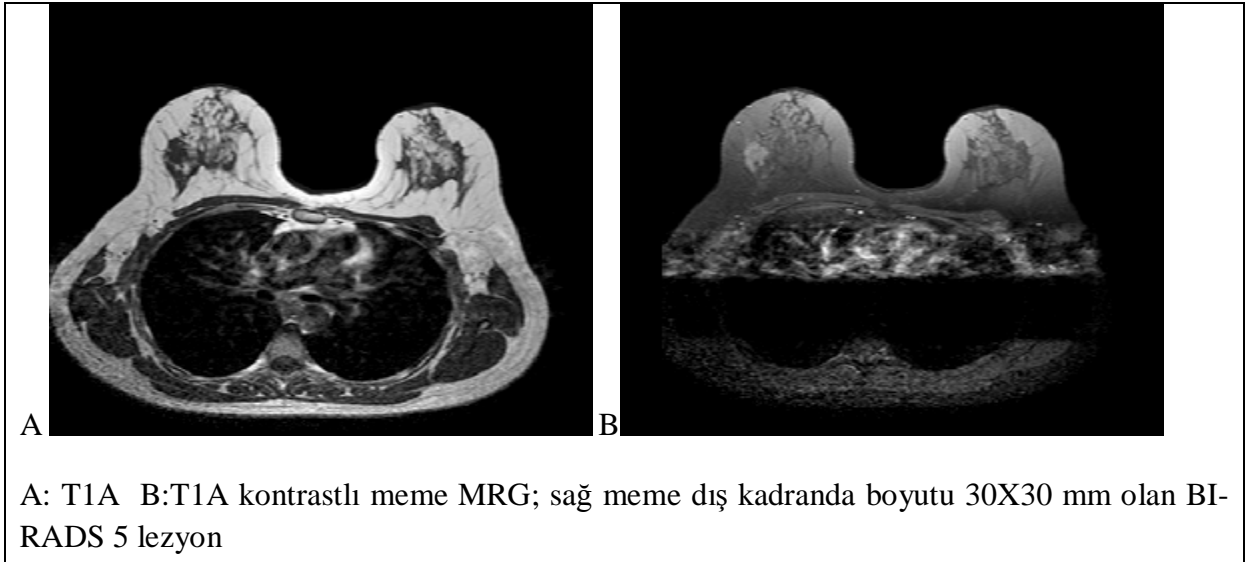 A B
A: T1A B:T1A kontrastlı meme MRG; sağ meme dış kadranda boyutu 30X30 mm olan BI-
RADS 5 lezyon